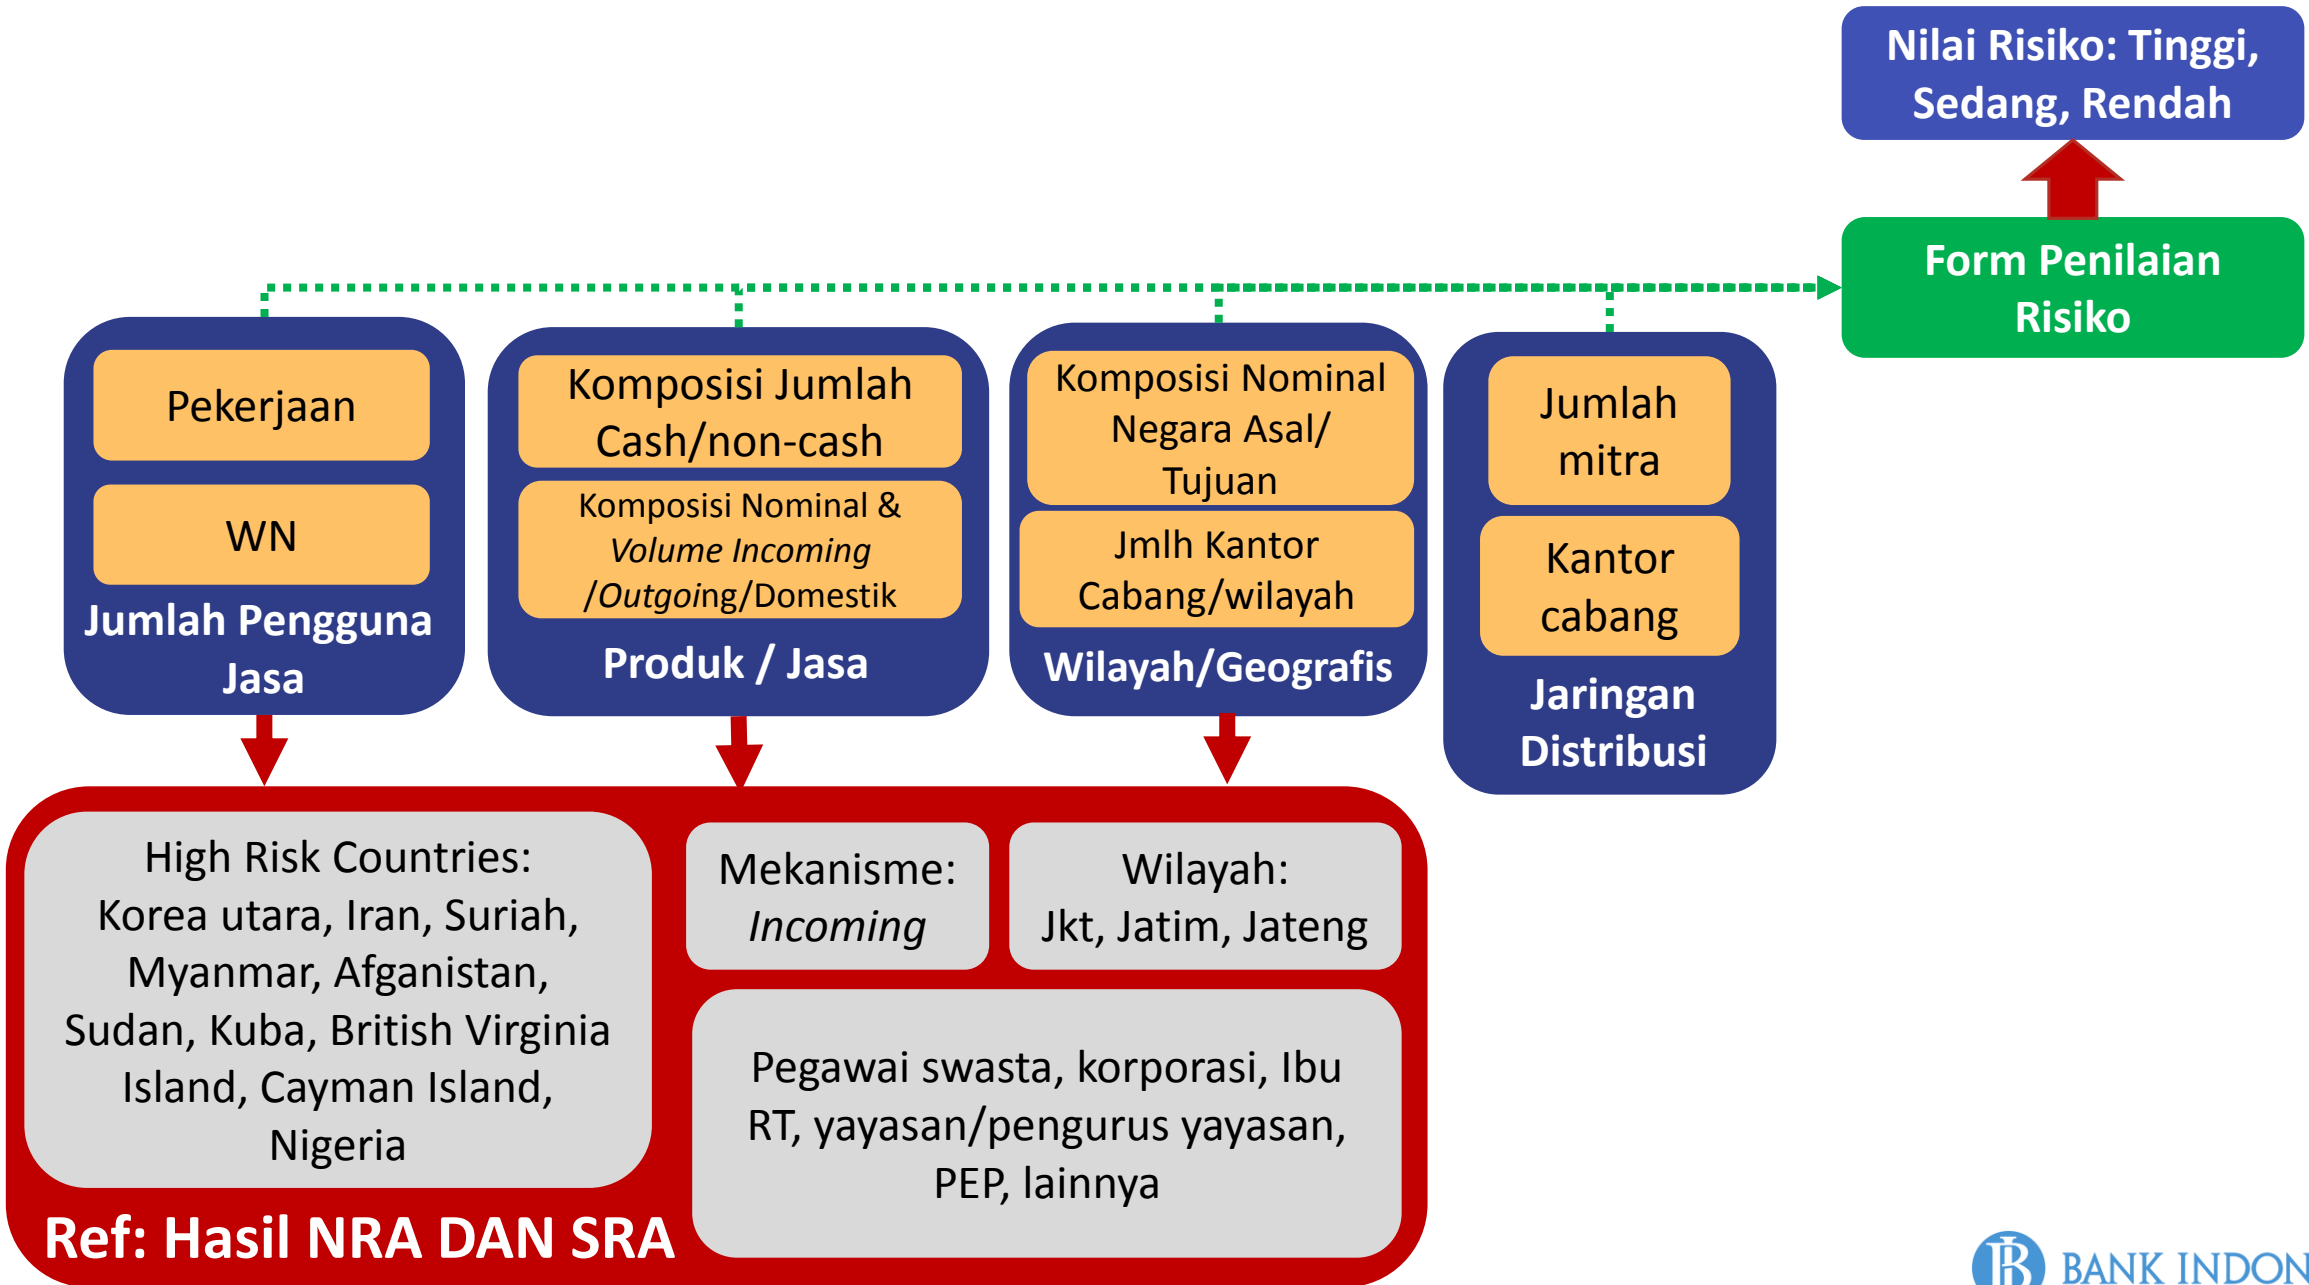 Nilai Risiko: Tinggi,
Sedang, Rendah
Form Penilaian
Risiko
Pekerjaan
WN
Jumlah Pengguna
Jasa
Komposisi Jumlah
Cash/non-cash
Komposisi Nominal &
Volume Incoming
/Outgoing/Domestik
Produk / Jasa
Komposisi Nominal
Negara Asal/
Tujuan
Jmlh Kantor
Cabang/wilayah
Wilayah/Geografis
Jumlah
mitra
Kantor
cabang
Jaringan
Distribusi
High Risk Countries:
Korea utara, Iran, Suriah,
Myanmar, Afganistan,
Sudan, Kuba, British Virginia
Island, Cayman Island,
Nigeria
Mekanisme:
Incoming
Wilayah:
Jkt, Jatim, Jateng
Pegawai swasta, korporasi, Ibu
RT, yayasan/pengurus yayasan,
PEP, lainnya
Ref: Hasil NRA DAN SRA
BANK INDON